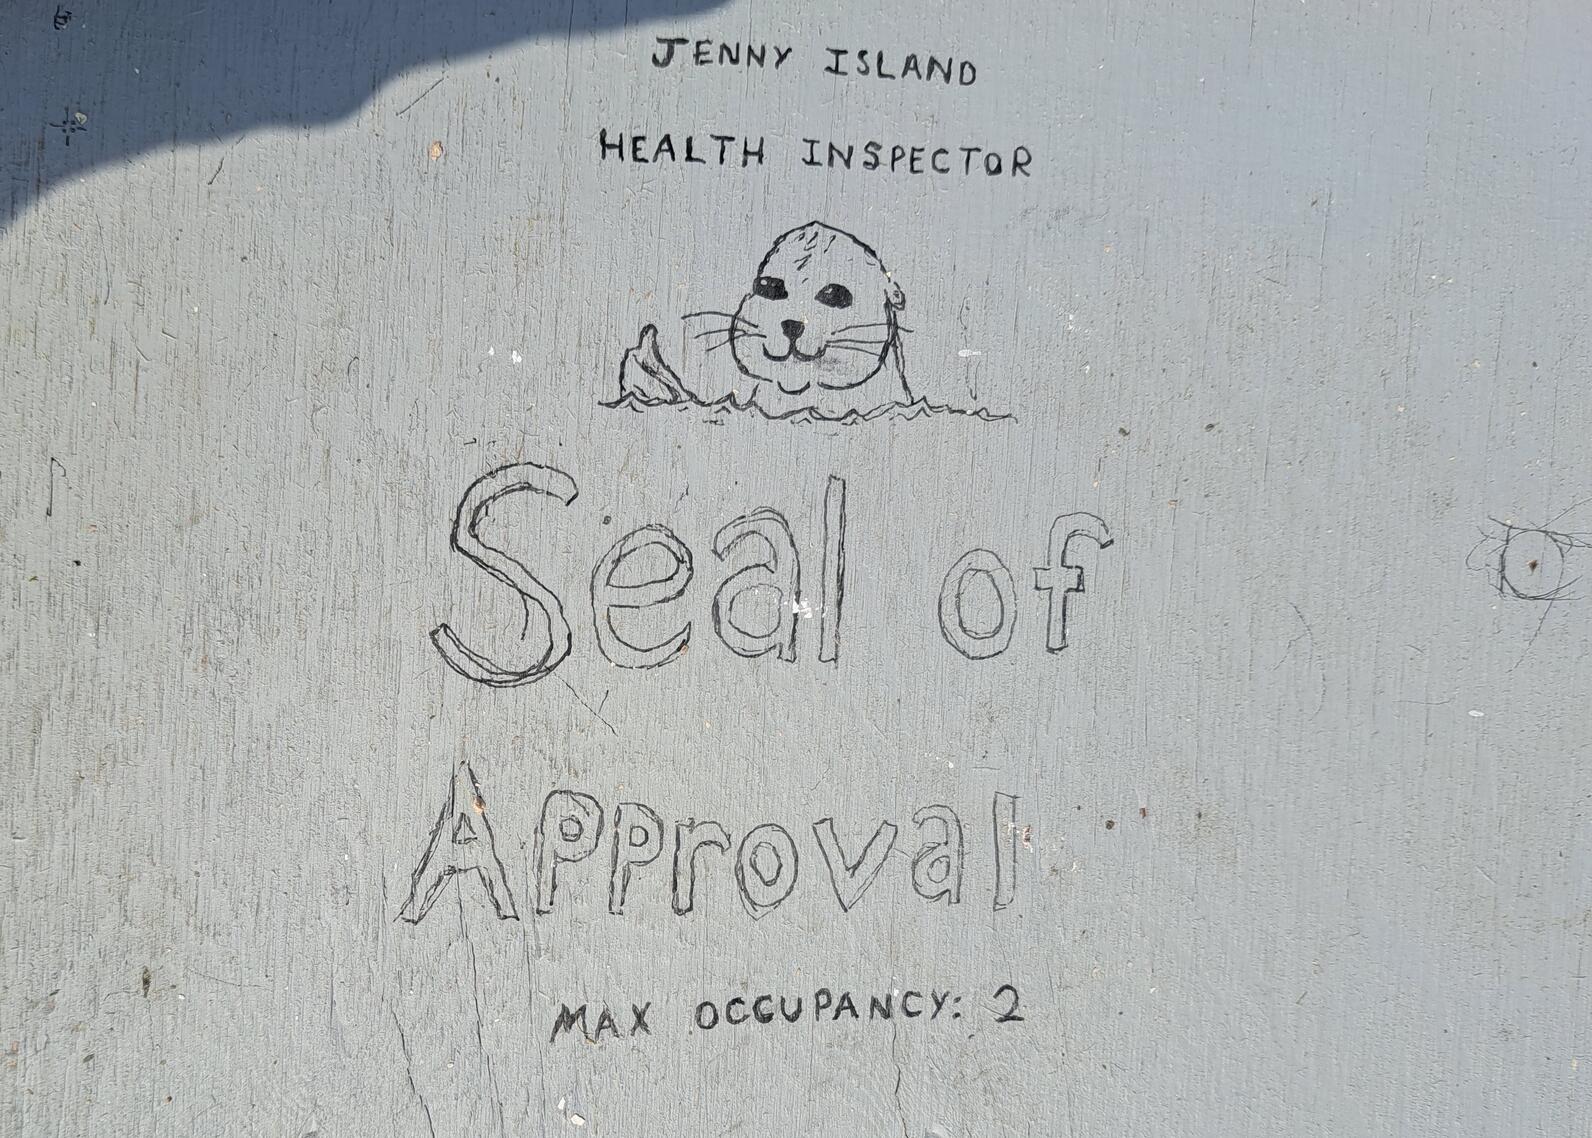 JENNY ISLAND
HEALTH INSPECTOR
Seal of
Approval
MAX OCCUPANCY: 2